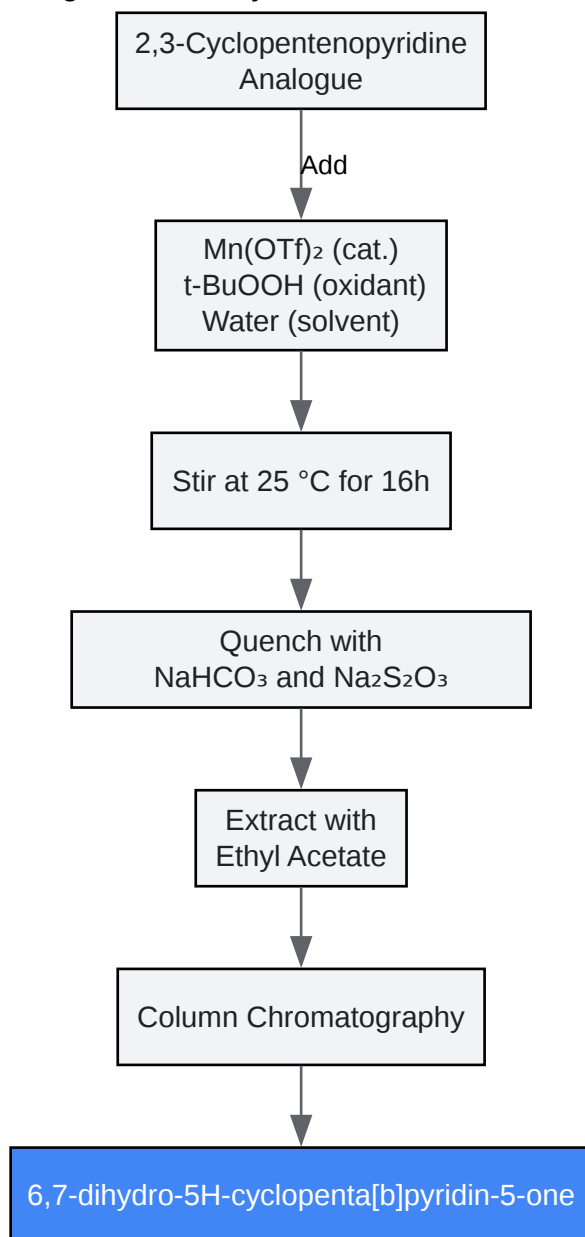 2,3-Cyclopentenopyridine
Analogue
Add
Mn(OTf)₂ (cat.)
t-BuOOH (oxidant)
Water (solvent)
Stir at 25 °C for 16h
Quench with
NaHCO₃ and Na₂S₂O₃
Extract with
Ethyl Acetate
Column Chromatography
6,7-dihydro-5H-cyclopenta[b]pyridin-5-one